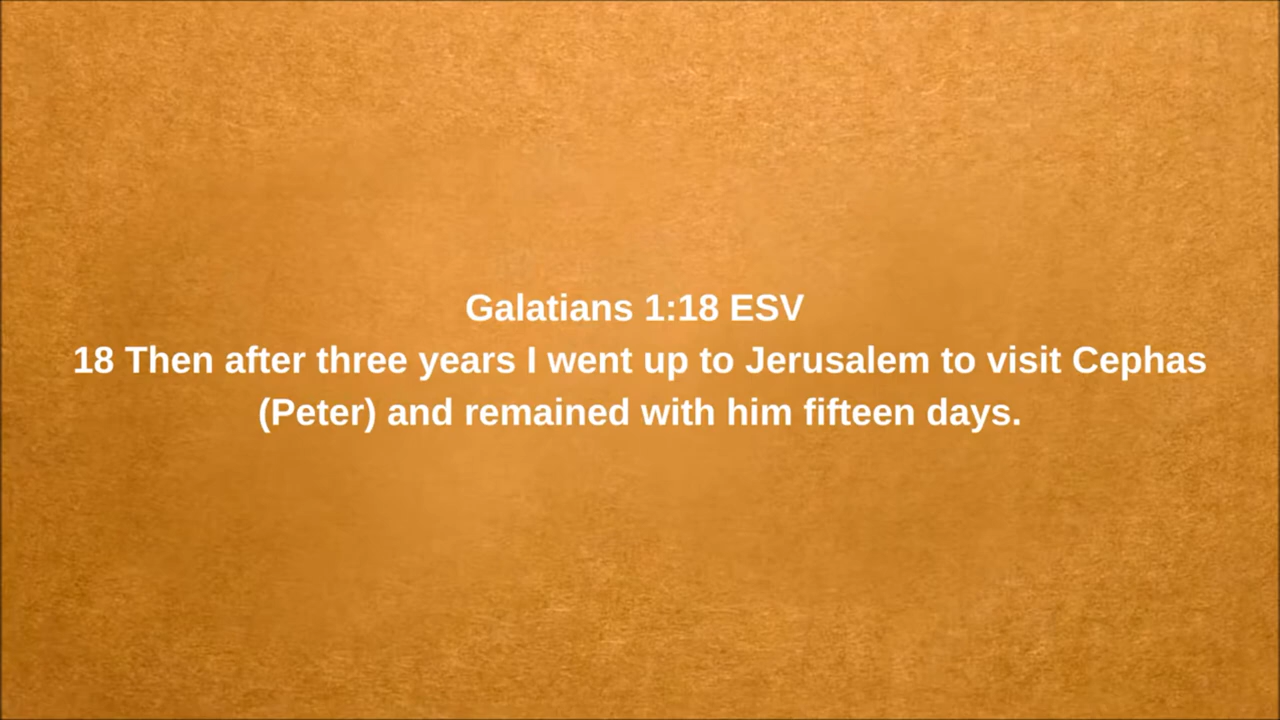 Galatians 1:18 ESV
18 Then after three years I went up to Jerusalem to visit Cephas
(Peter) and remained with him fifteen days.